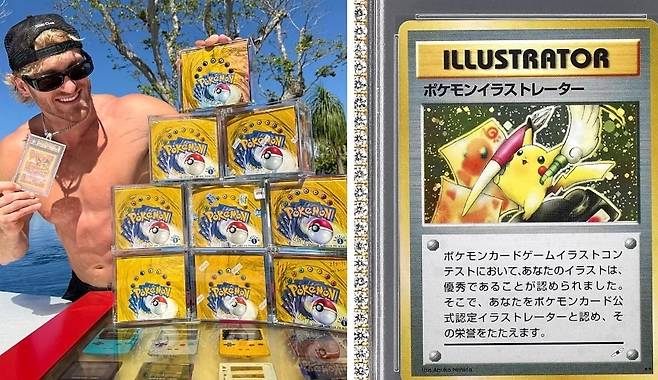 Pokémon
Pokémon
Pokémon
Pokémon
Pokémon
Pokémon
Pokémon
Pokémon
Pokémon
ILLUSTRATOR
ポケモンイラストレーター
ポケモンカードゲームイラストコン
テストにおいて、あなたのイラストは、
優秀であることが認められました。
そこで、あなたをポケモンカード公
式認定イラストレーターと認め、そ
の栄誉をたたえます。
Illus. Atsuko Nishida